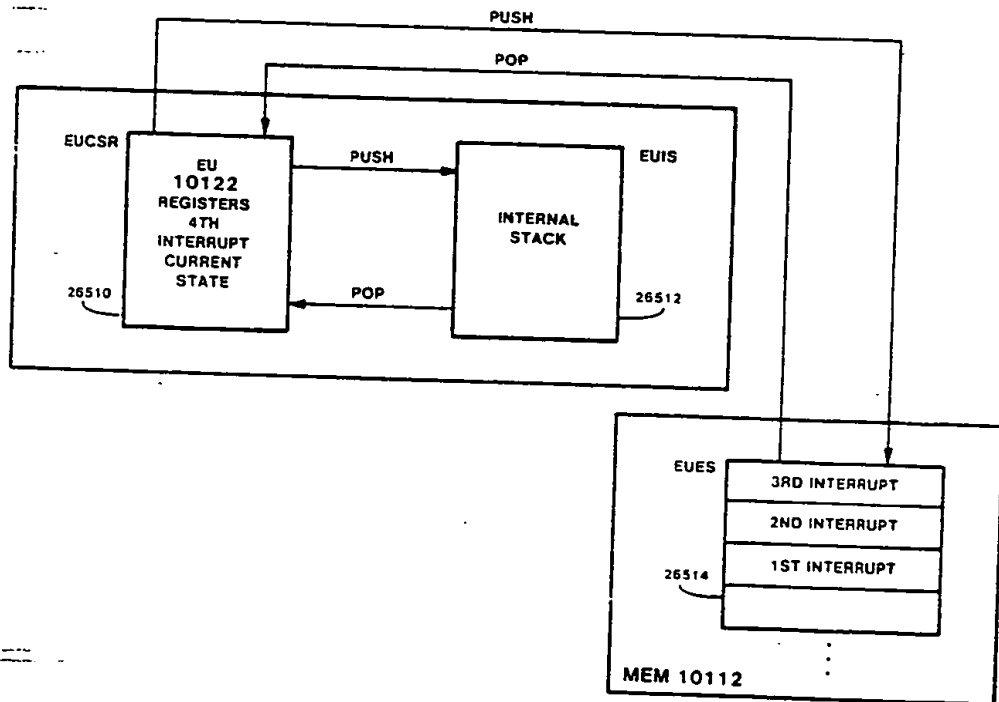 PUSH
POP
EUCSR
EU
10122
REGISTERS
4TH
INTERRUPT
CURRENT
STATE
26510
PUSH
POP
EUIS
INTERNAL
STACK
26512
EUES
3RD INTERRUPT
2ND INTERRUPT
1ST INTERRUPT
26514
MEM 10112